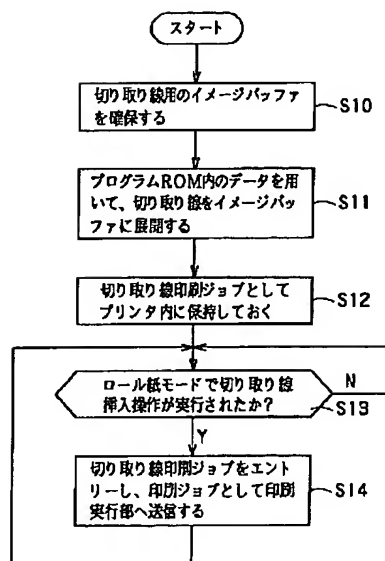 スタート
切り取り線用のイメージバッファ
を確保する
S10
プログラムROM内のデータを用
いて、切り取り線をイメージバッ
ファに展開する
S11
切り取り線印刷ジョブとして
プリンタ内に保持しておく
S12
ロール紙モードで切り取り線
挿入操作が実行されたか?
N
S13
Y
切り取り線印刷ジョブをエント
リーし、印刷ジョブとして印刷
実行部へ送信する
S14